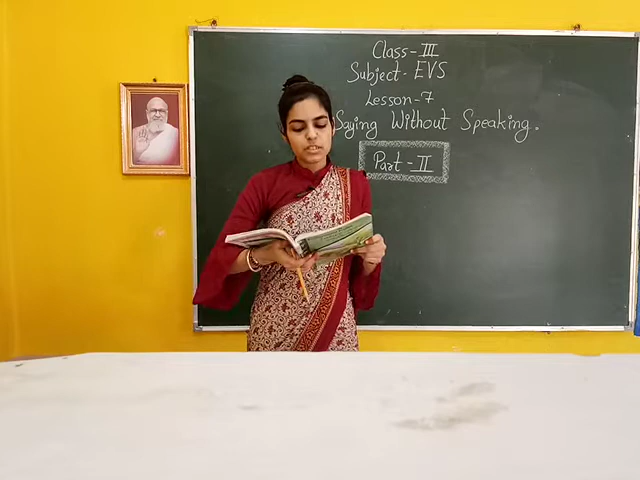 Class-III
Subject- EVS
Lesson-7
Saying Without Speaking.
Part-II